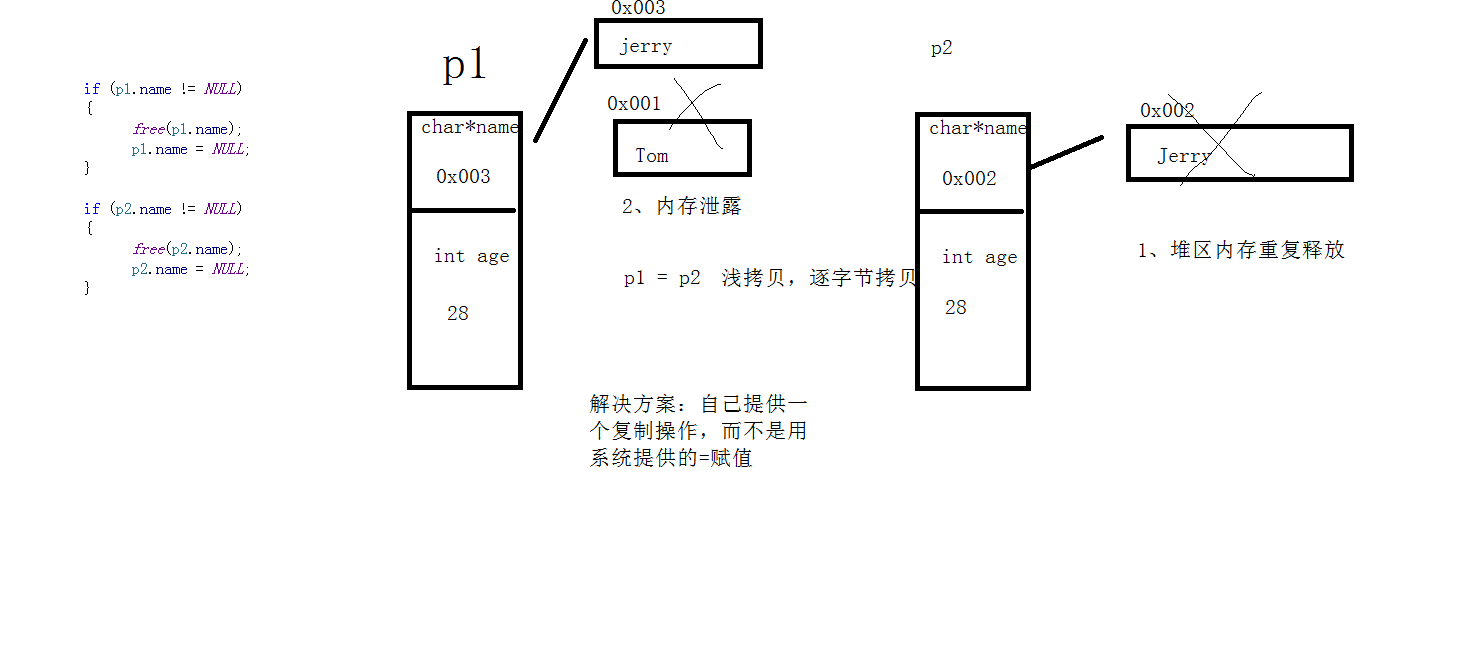 if (p1.name != NULL)
{
free(p1.name);
p1.name = NULL;
}
if (p2.name != NULL)
{
free(p2.name);
p2.name = NULL;
}
p1
char*name
0x003
int age
28
0x003
jerry
0x001
Tom
2、内存泄露
p1 = p2 浅拷贝，逐字节拷贝
解决方案：自己提供一
个复制操作，而不是用
系统提供的=赋值
p2
char*name
0x002
int age
28
0x002
Jerry
1、堆区内存重复释放